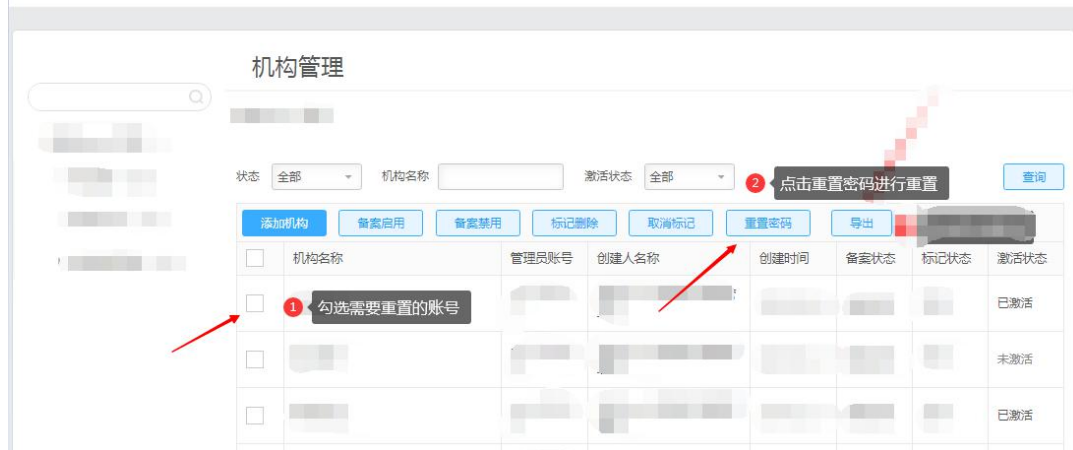 机构管理
状态 全部 机构名称 激活状态 全部 2 点击重置密码进行重置 查询
添加机构 备案启用 备案禁用 标记删除 取消标记 重置密码 导出
机构名称 管理员账号 创建人名称 创建时间 备案状态 标记状态 激活状态
1 勾选需要重置的账号 已激活
未激活
已激活